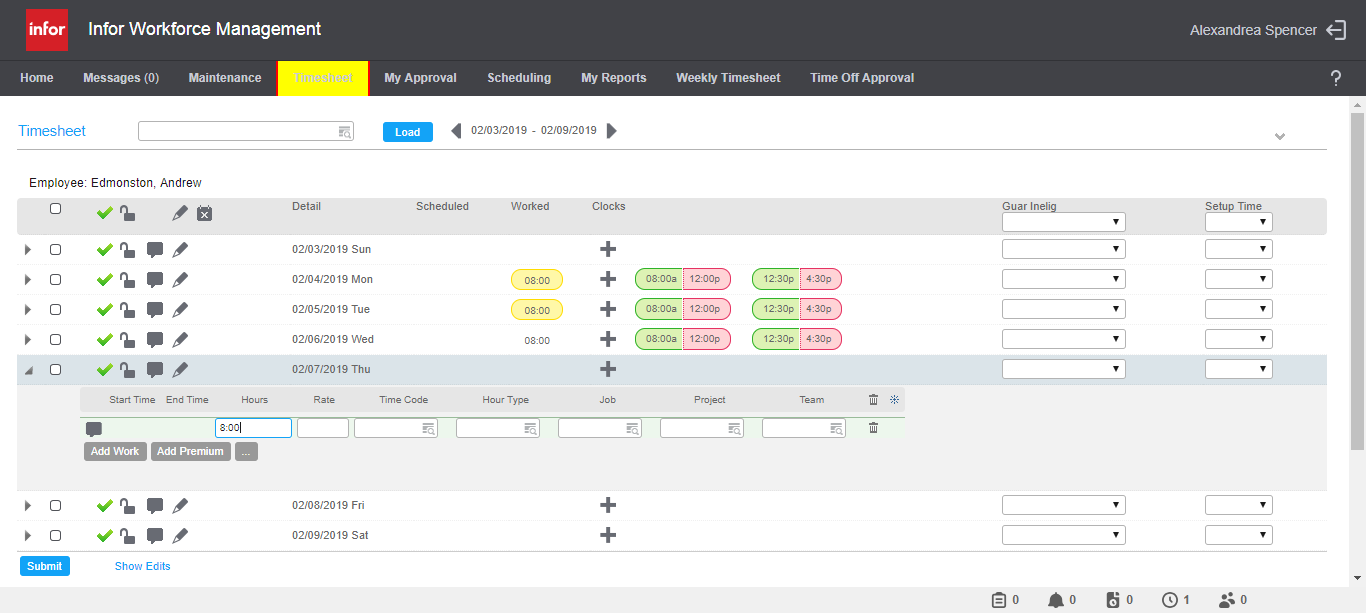 infor Infor Workforce Management Alexandrea Spencer
Home Messages (0) Maintenance Timesheet My Approval Scheduling My Reports Weekly Timesheet Time Off Approval ?
Timesheet Load 02/03/2019 - 02/09/2019
Employee: Edmonston, Andrew
Detail Scheduled Worked Clocks Guar Inelig Setup Time
02/03/2019 Sun
02/04/2019 Mon 08:00 08:00a 12:00p 12:30p 4:30p
02/05/2019 Tue 08:00 08:00a 12:00p 12:30p 4:30p
02/06/2019 Wed 08:00 08:00a 12:00p 12:30p 4:30p
02/07/2019 Thu
Start Time End Time Hours Rate Time Code Hour Type Job Project Team
8:00
Add Work Add Premium ...
02/08/2019 Fri
02/09/2019 Sat
Submit Show Edits
0 0 0 1 0